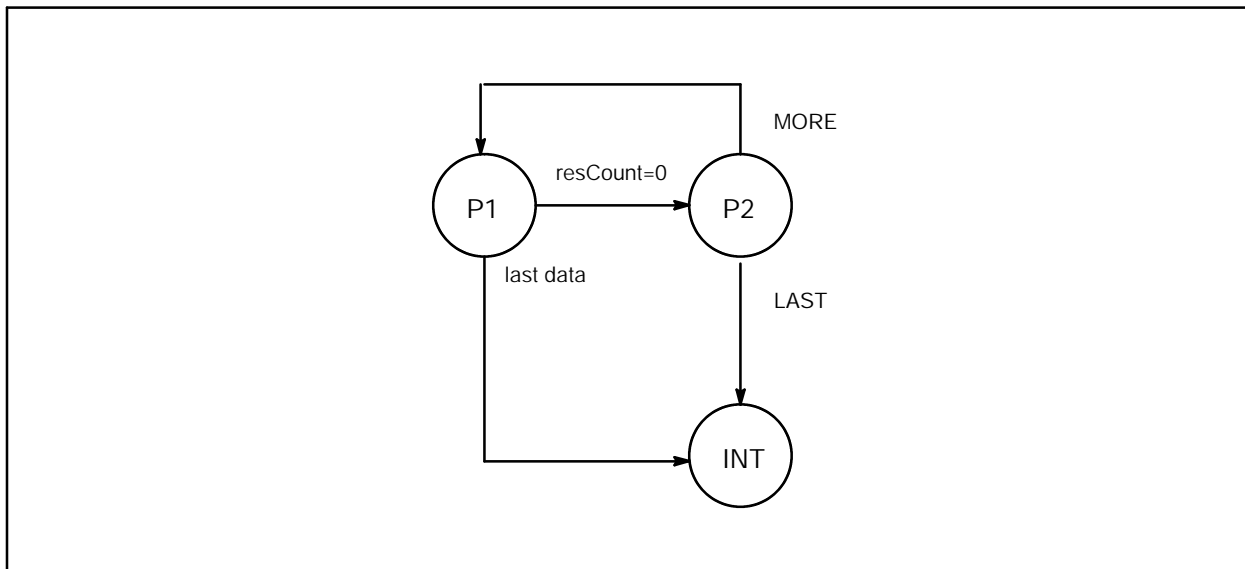 MORE
resCount=0
P1
P2
last data
LAST
INT